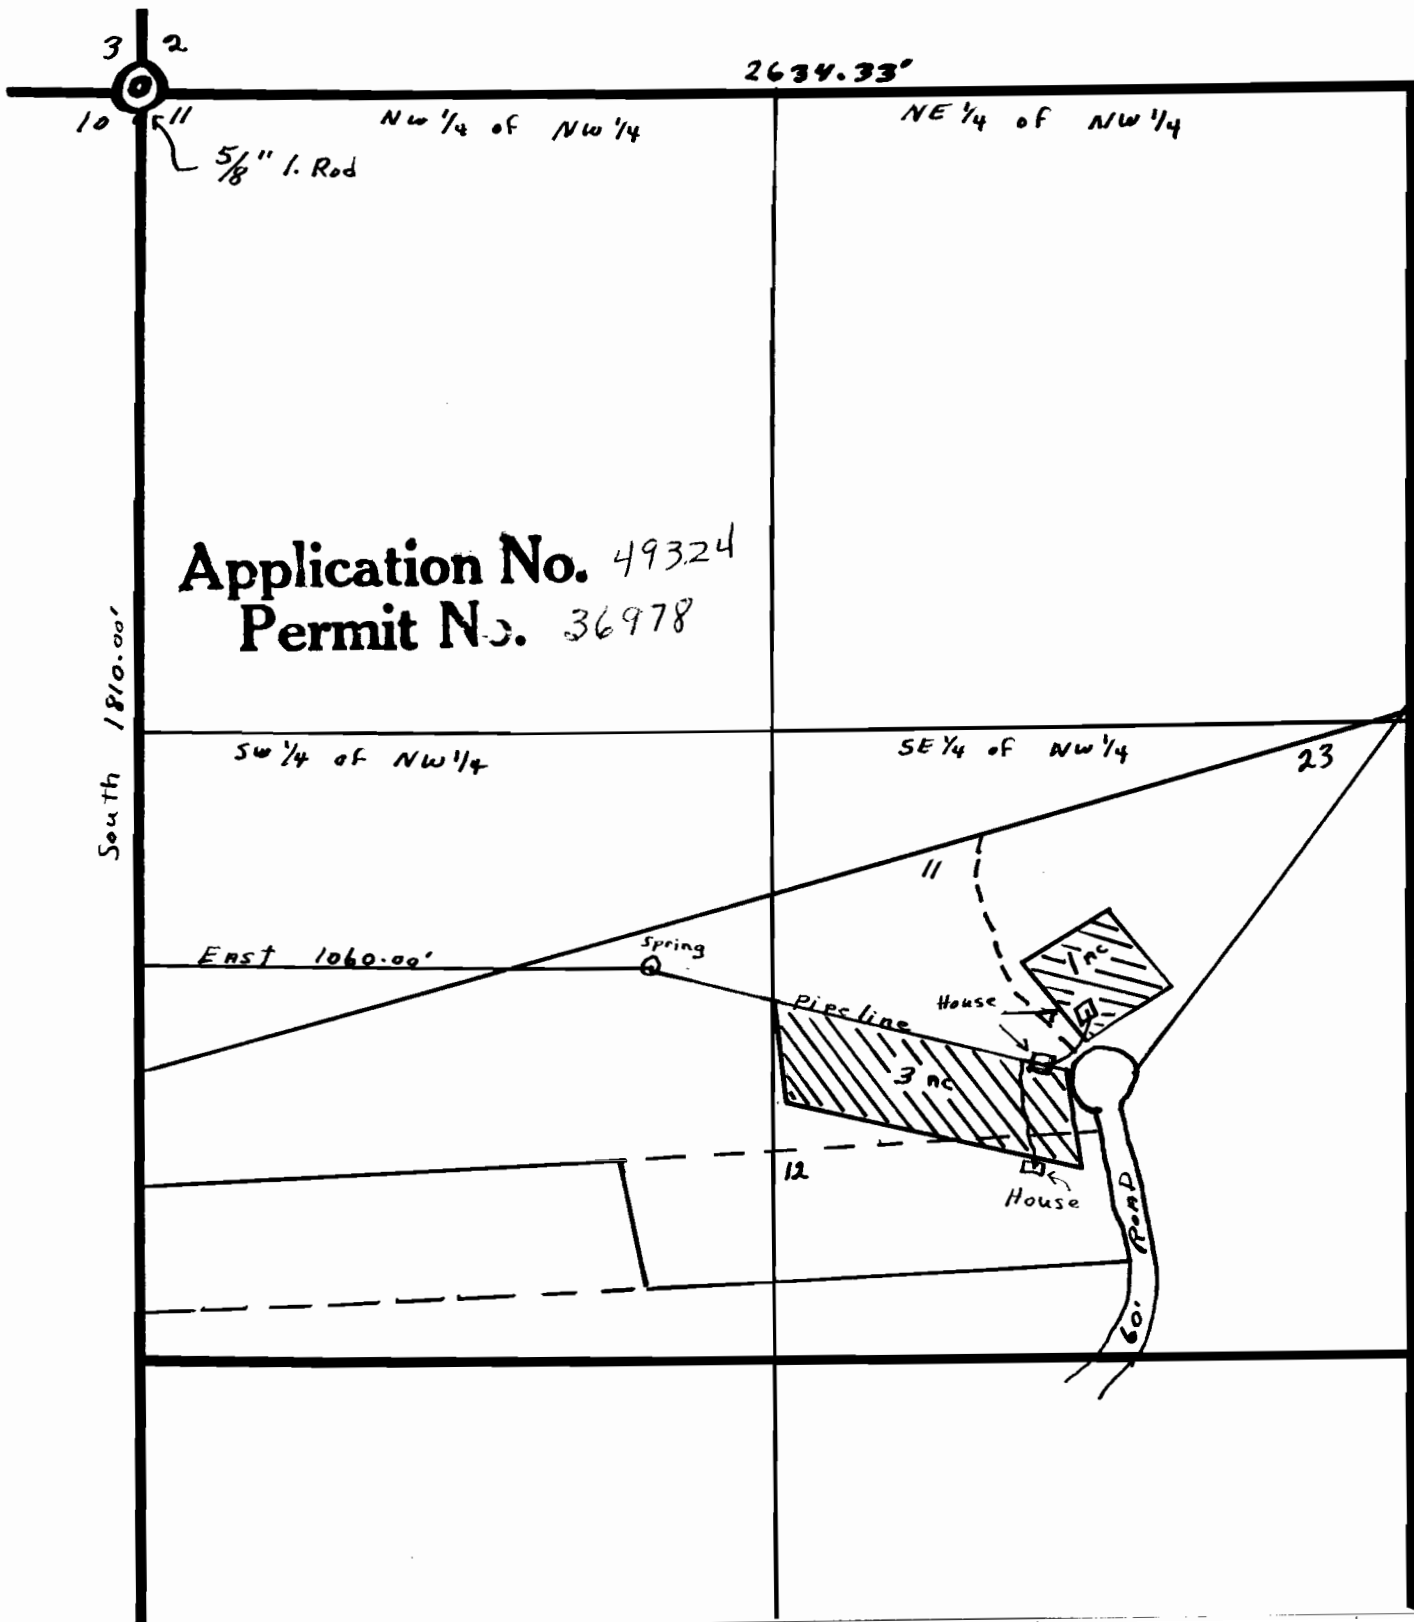 3 2
2634.33'
10 11
NW 1/4 of NW 1/4
NE 1/4 of NW 1/4
5/8" I. Rod
Application No. 49324
Permit No. 36978
South 1810.00'
SW 1/4 of NW 1/4
SE 1/4 of NW 1/4
23
11
East 1060.00'
Spring
1 ac
House
Pipeline
3 ac
12
House
60' Road